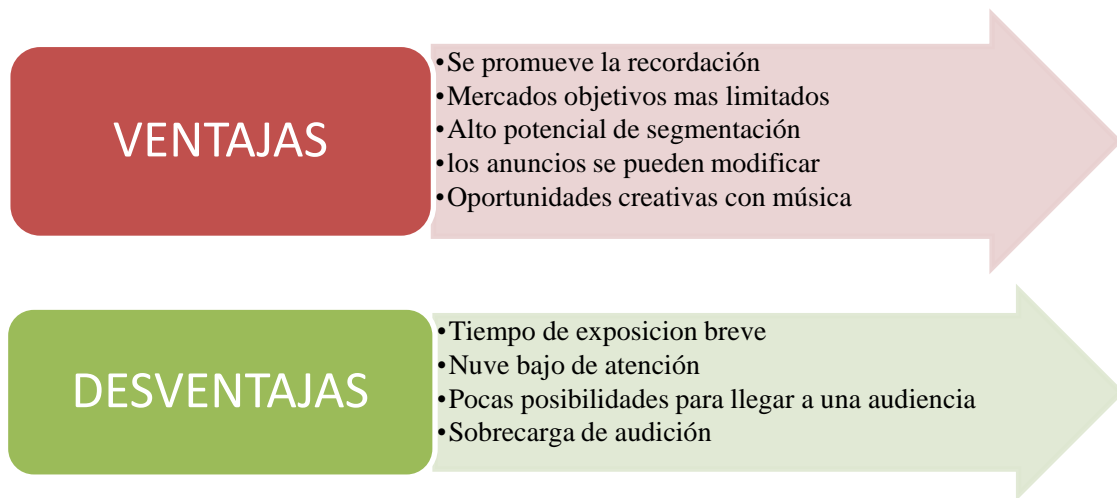 VENTAJAS
•Se promueve la recordación
•Mercados objetivos mas limitados
•Alto potencial de segmentación
•los anuncios se pueden modificar
•Oportunidades creativas con música
DESVENTAJAS
•Tiempo de exposicion breve
•Nuve bajo de atención
•Pocas posibilidades para llegar a una audiencia
•Sobrecarga de audición